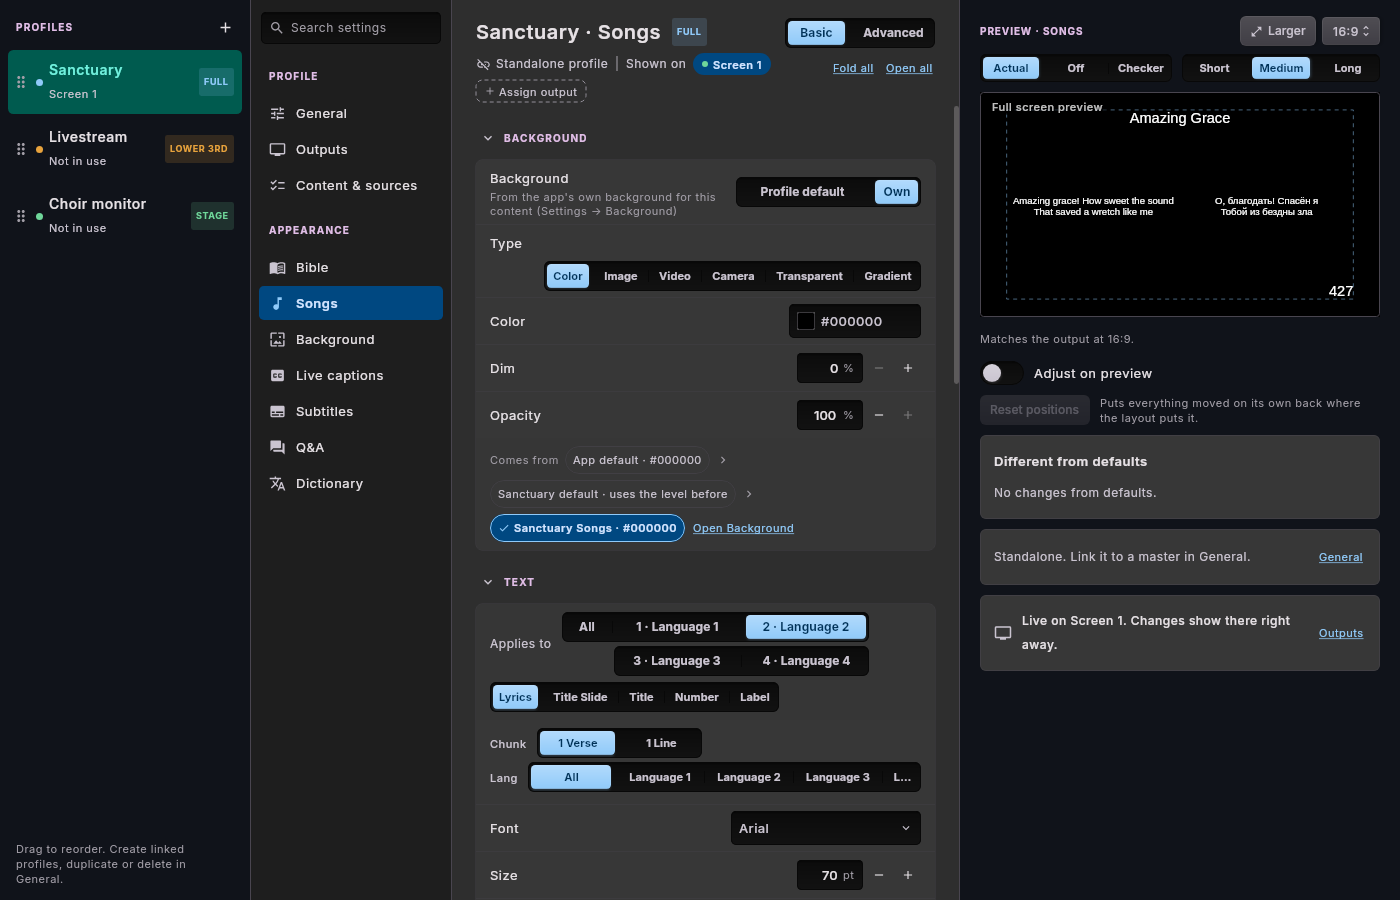 PROFILES
Sanctuary
Screen 1
FULL
Livestream
Not in use
LOWER 3RD
Choir monitor
Not in use
STAGE
Drag to reorder. Create linked
profiles, duplicate or delete in
General.
Search settings
PROFILE
General
Outputs
Content & sources
APPEARANCE
Bible
Songs
Background
Live captions
Subtitles
Q&A
Dictionary
Sanctuary · Songs FULL
Basic Advanced
Standalone profile | Shown on Screen 1
Fold all Open all
+ Assign output
BACKGROUND
Background
From the app's own background for this
content (Settings → Background)
Profile default Own
Type
Color Image Video Camera Transparent Gradient
Color #000000
Dim 0 % − +
Opacity 100 % − +
Comes from App default · #000000
Sanctuary default · uses the level before
Sanctuary Songs · #000000 Open Background
TEXT
Applies to All 1 · Language 1 2 · Language 2
3 · Language 3 4 · Language 4
Lyrics Title Slide Title Number Label
Chunk 1 Verse 1 Line
Lang All Language 1 Language 2 Language 3 L...
Font Arial
Size 70 pt − +
PREVIEW · SONGS
Larger 16:9
Actual Off Checker Short Medium Long
Full screen preview
Amazing Grace
Amazing grace! How sweet the sound
That saved a wretch like me
О, благодать! Спасён я
Тобой из бездны зла
427
Matches the output at 16:9.
Adjust on preview
Reset positions
Puts everything moved on its own back where
the layout puts it.
Different from defaults
No changes from defaults.
Standalone. Link it to a master in General. General
Live on Screen 1. Changes show there right
away.
Outputs